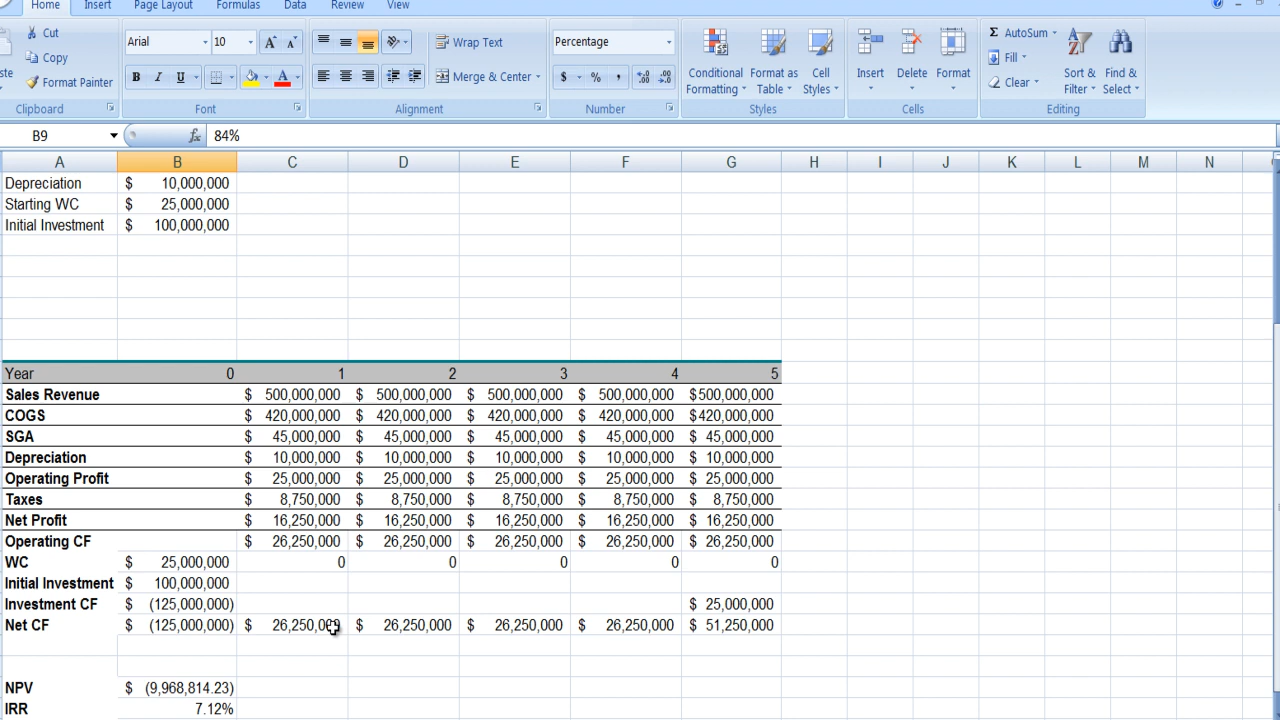 Home Insert Page Layout Formulas Data Review View
Cut
Copy
Format Painter
Clipboard
Arial 10
B I U A
Font
Wrap Text
Merge & Center
Alignment
Percentage
$ % ,
Number
Conditional Formatting
Format as Table
Cell Styles
Styles
Insert Delete Format
Cells
AutoSum
Fill
Clear
Sort & Filter
Find & Select
Editing
B9 fx 84%
A B C D E F G H I J K L M N
Depreciation $ 10,000,000
Starting WC $ 25,000,000
Initial Investment $ 100,000,000
Year 0 1 2 3 4 5
Sales Revenue $ 500,000,000 $ 500,000,000 $ 500,000,000 $ 500,000,000 $500,000,000
COGS $ 420,000,000 $ 420,000,000 $ 420,000,000 $ 420,000,000 $420,000,000
SGA $ 45,000,000 $ 45,000,000 $ 45,000,000 $ 45,000,000 $ 45,000,000
Depreciation $ 10,000,000 $ 10,000,000 $ 10,000,000 $ 10,000,000 $ 10,000,000
Operating Profit $ 25,000,000 $ 25,000,000 $ 25,000,000 $ 25,000,000 $ 25,000,000
Taxes $ 8,750,000 $ 8,750,000 $ 8,750,000 $ 8,750,000 $ 8,750,000
Net Profit $ 16,250,000 $ 16,250,000 $ 16,250,000 $ 16,250,000 $ 16,250,000
Operating CF $ 26,250,000 $ 26,250,000 $ 26,250,000 $ 26,250,000 $ 26,250,000
WC $ 25,000,000 0 0 0 0 0
Initial Investment $ 100,000,000
Investment CF $ (125,000,000) $ 25,000,000
Net CF $ (125,000,000) $ 26,250,000 $ 26,250,000 $ 26,250,000 $ 26,250,000 $ 51,250,000
NPV $ (9,968,814.23)
IRR 7.12%